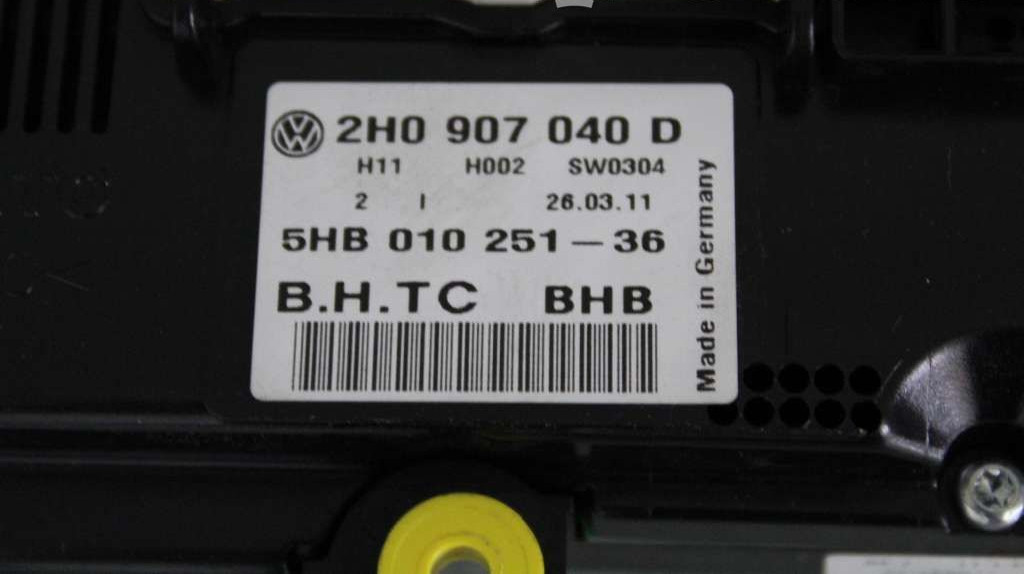 2H0 907 040 D
H11 H002 SW0304
2 I 26.03.11
5HB 010 251-36
B.H.TC BHB
Made in Germany